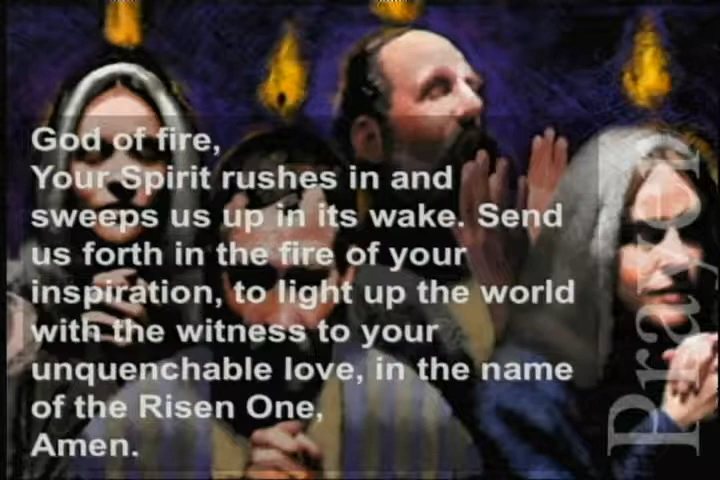 God of fire,
Your Spirit rushes in and
sweeps us up in its wake. Send
us forth in the fire of your
inspiration, to light up the world
with the witness to your
unquenchable love, in the name
of the Risen One,
Amen.
Prayer